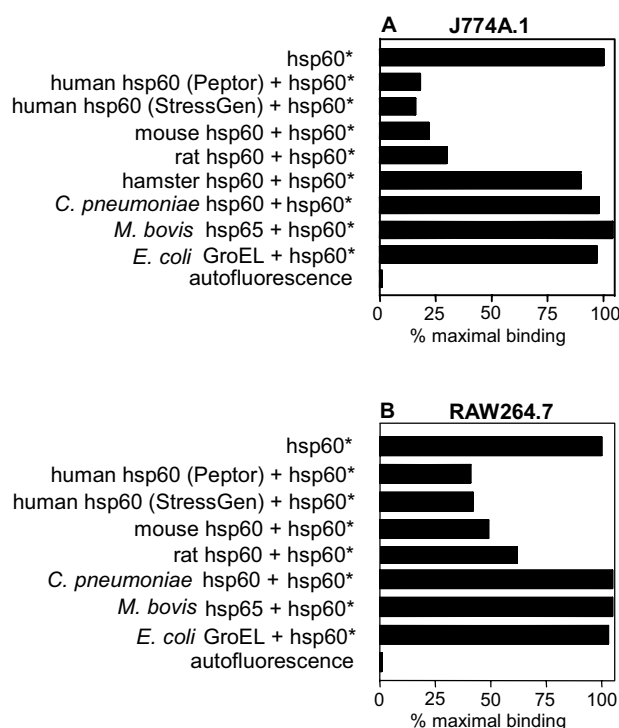 A J774A.1
hsp60*
human hsp60 (Peptor) + hsp60*
human hsp60 (StressGen) + hsp60*
mouse hsp60 + hsp60*
rat hsp60 + hsp60*
hamster hsp60 + hsp60*
C. pneumoniae hsp60 + hsp60*
M. bovis hsp65 + hsp60*
E. coli GroEL + hsp60*
autofluorescence
0 25 50 75 100
% maximal binding
B RAW264.7
hsp60*
human hsp60 (Peptor) + hsp60*
human hsp60 (StressGen) + hsp60*
mouse hsp60 + hsp60*
rat hsp60 + hsp60*
C. pneumoniae hsp60 + hsp60*
M. bovis hsp65 + hsp60*
E. coli GroEL + hsp60*
autofluorescence
0 25 50 75 100
% maximal binding